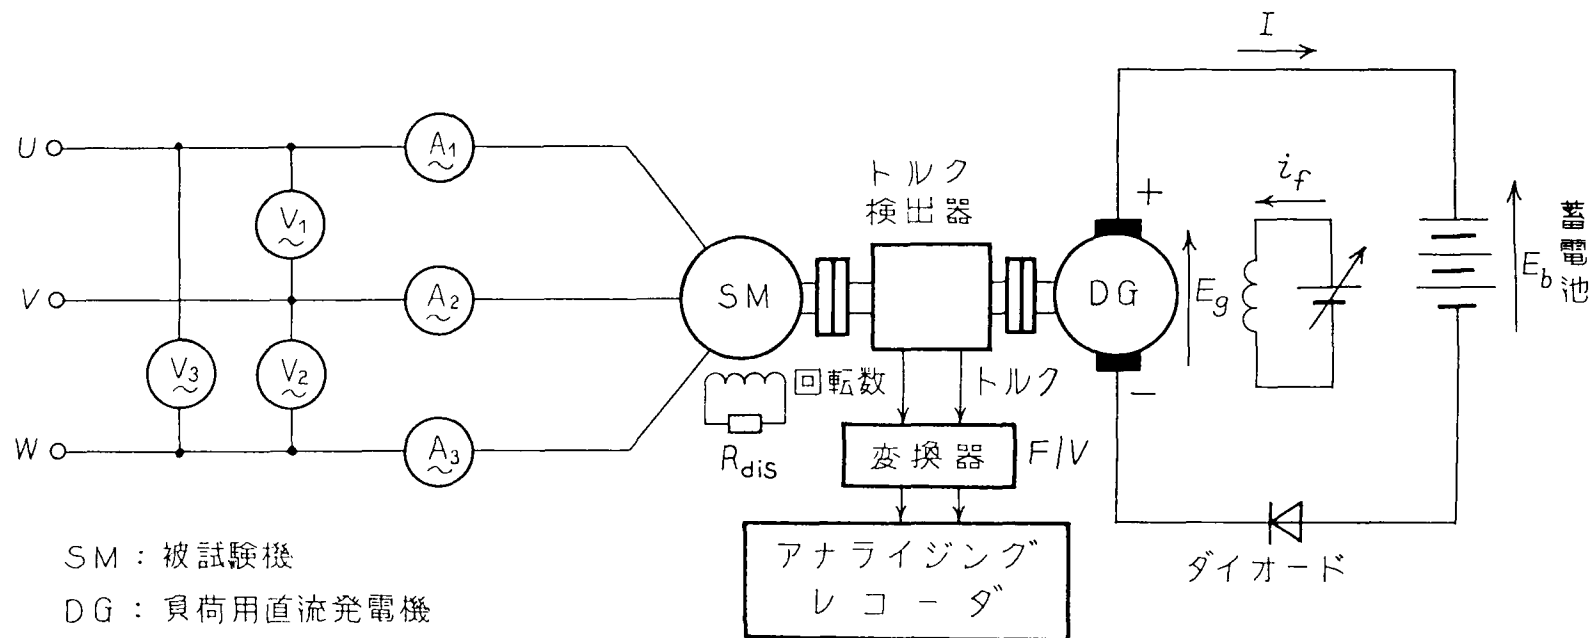 I
U
A₁
トルク
検出器
V₁
+
i_f
蓄電池
V
A₂
SM
DG
E_g
E_b
V₃
V₂
回転数
トルク
−
W
A₃
R_dis
変換器
F/V
SM：被試験機
DG：負荷用直流発電機
アナライジング
レコーダ
ダイオード